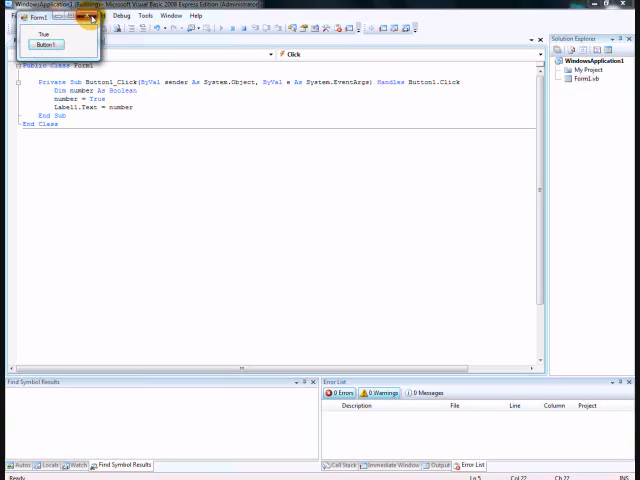 WindowsApplication1 (Running) - Microsoft Visual Basic 2008 Express Edition (Administrator)
Form1
Debug Tools Window Help
True
Button1
Click
Public Class Form1
Private Sub Button1_Click(ByVal sender As System.Object, ByVal e As System.EventArgs) Handles Button1.Click
Dim number As Boolean
number = True
Label1.Text = number
End Sub
End Class
Solution Explorer
WindowsApplication1
My Project
Form1.vb
Find Symbol Results
Error List
0 Errors 0 Warnings 0 Messages
Description File Line Column Project
Autos Locals Watch Find Symbol Results
Call Stack Immediate Window Output Error List
Ready Ln 5 Col 22 Ch 22 INS